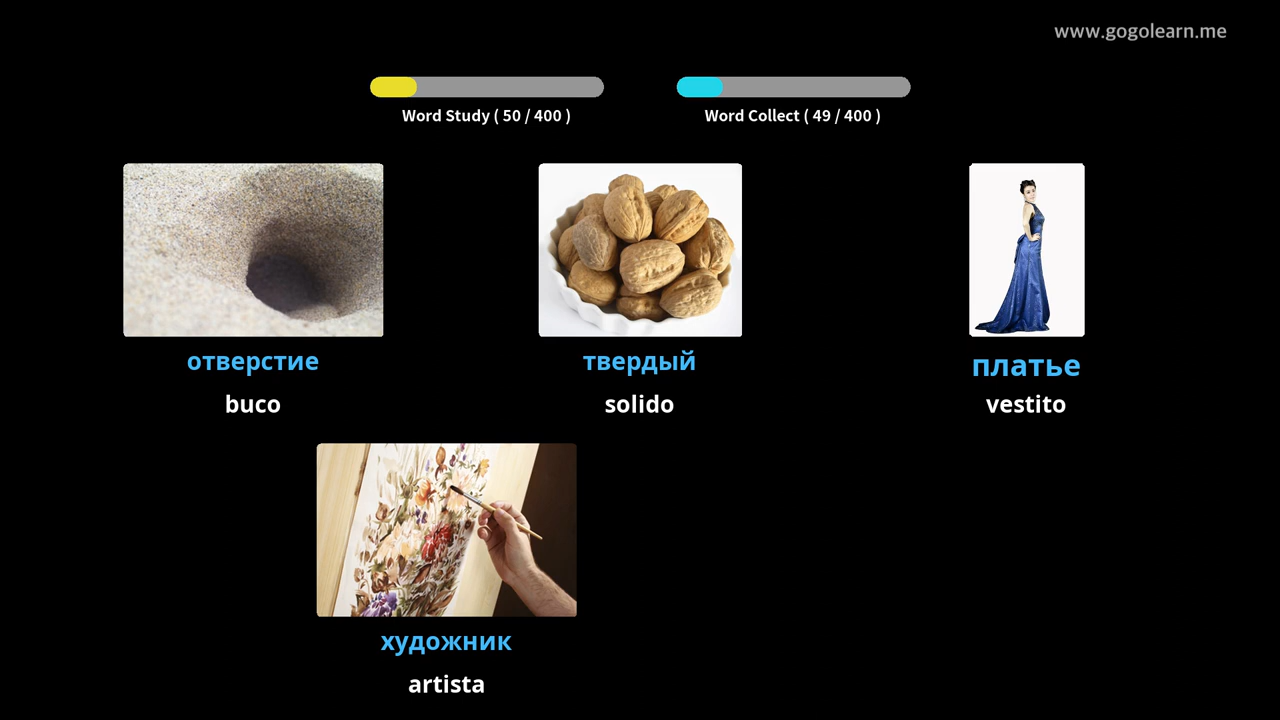 www.gogolearn.me
Word Study ( 50 / 400 )
Word Collect ( 49 / 400 )
отверстие
buco
твердый
solido
платье
vestito
художник
artista